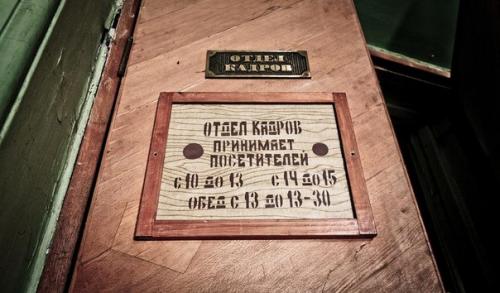 ОТДЕЛ
КАДРОВ
ОТДЕЛ КАДРОВ
ПРИНИМАЕТ
ПОСЕТИТЕЛЕЙ
с 10 до 13 с 14 до 15
ОБЕД с 13 до 13-30